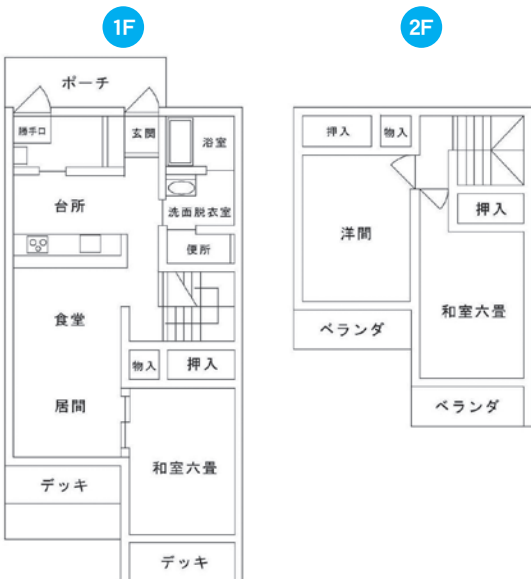 1F
ポーチ
勝手口
玄関
浴室
台所
洗面脱衣室
便所
食堂
物入
押入
居間
和室六畳
デッキ
デッキ
2F
押入
物入
押入
洋間
和室六畳
ベランダ
ベランダ